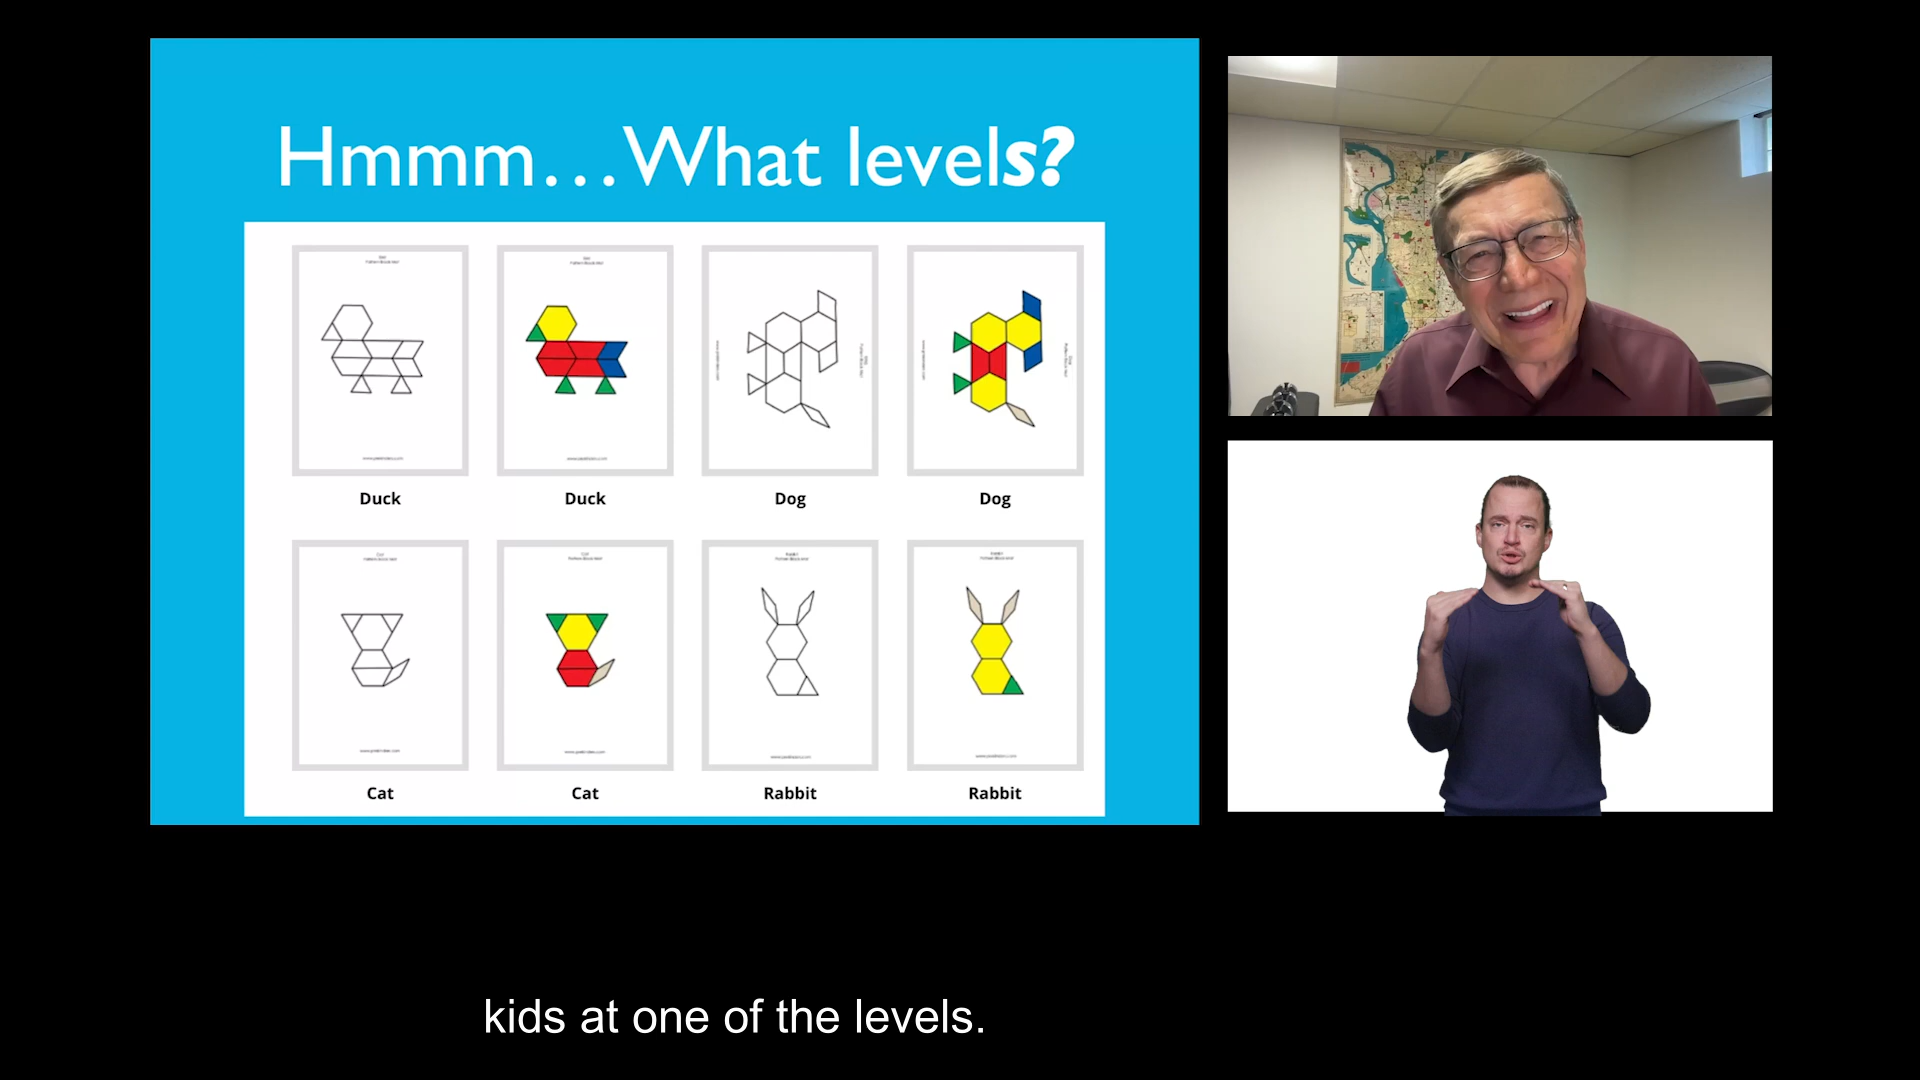 Hmmm...What levels?
Duck
Duck
Dog
Dog
Cat
Cat
Rabbit
Rabbit
kids at one of the levels.